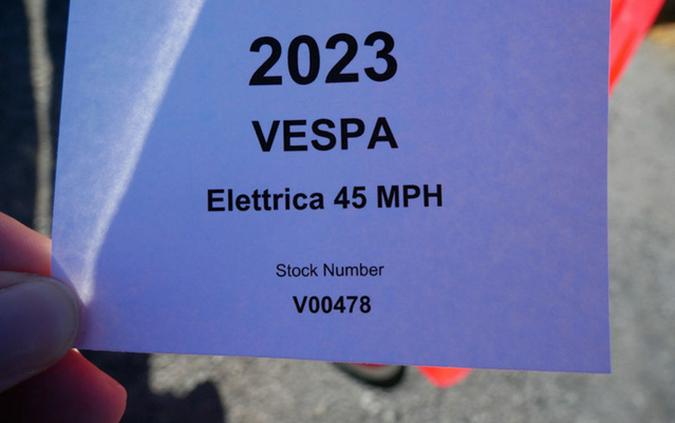 2023
VESPA
Elettrica 45 MPH
Stock Number
V00478